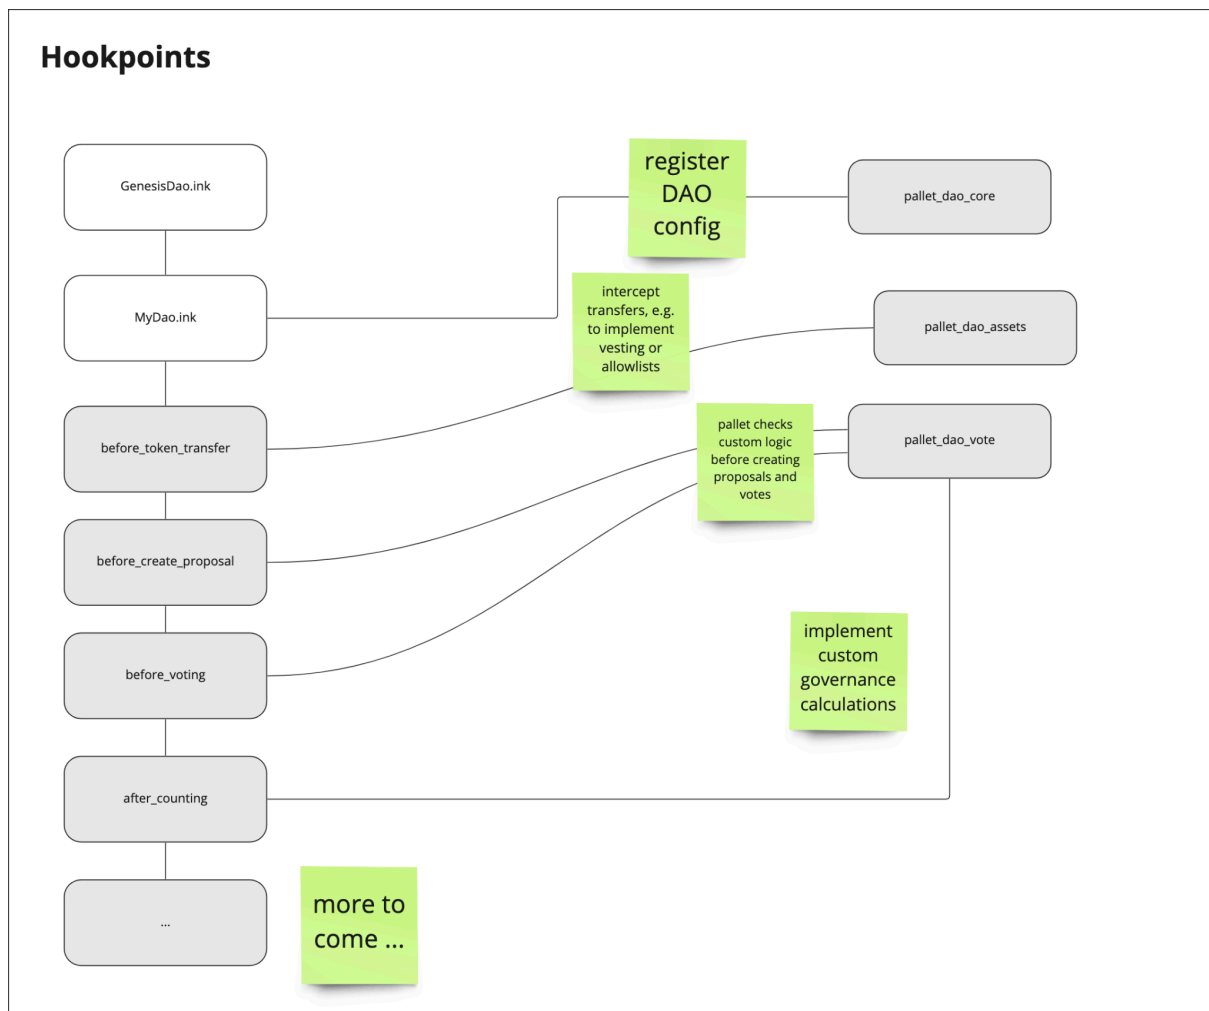 Hookpoints
GenesisDao.ink
register
DAO
config
pallet_dao_core
MyDao.ink
intercept
transfers, e.g.
to implement
vesting or
allowlists
pallet_dao_assets
before_token_transfer
pallet checks
custom logic
before creating
proposals and
votes
pallet_dao_vote
before_create_proposal
before_voting
implement
custom
governance
calculations
after_counting
...
more to
come ...